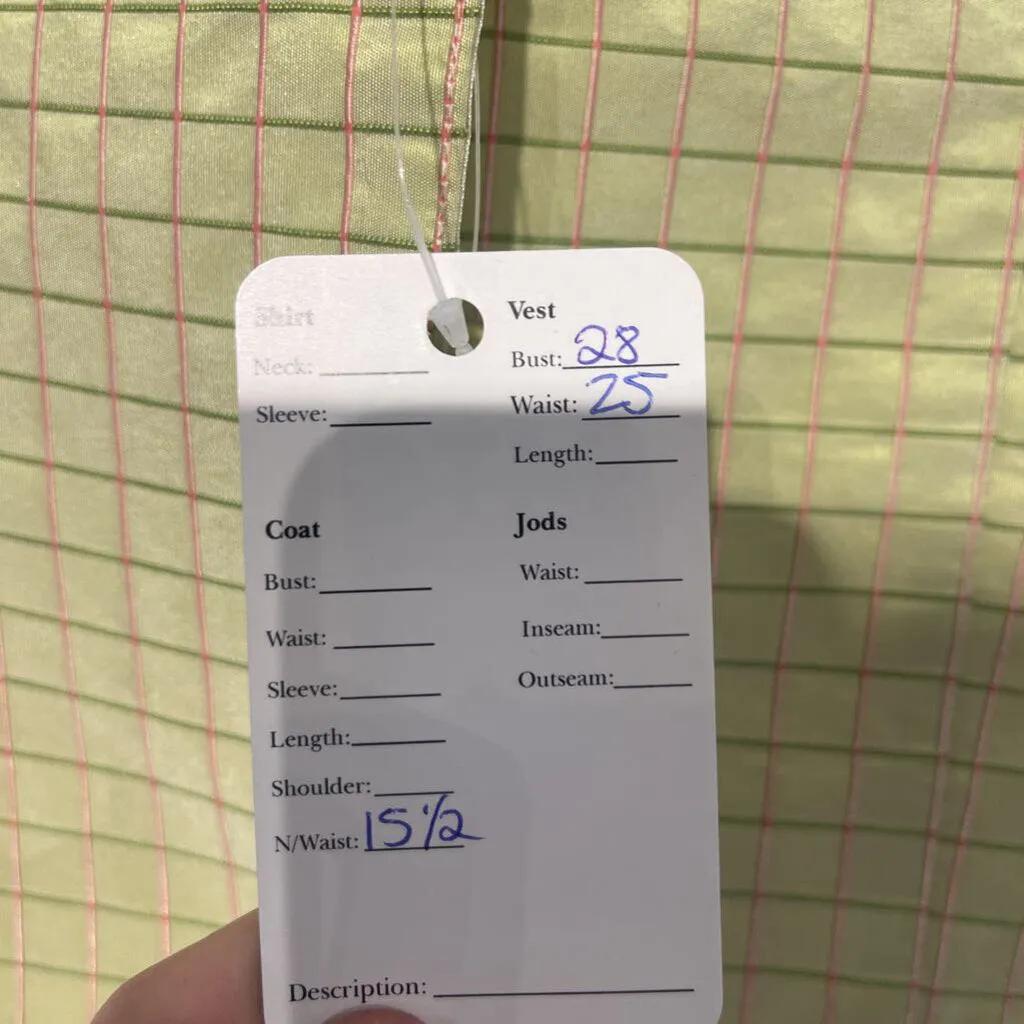 Shirt
Neck:
Sleeve:
Vest
Bust: 28
Waist: 25
Length:
Coat
Bust:
Waist:
Sleeve:
Length:
Shoulder:
N/Waist: 15 1/2
Jods
Waist:
Inseam:
Outseam:
Description: